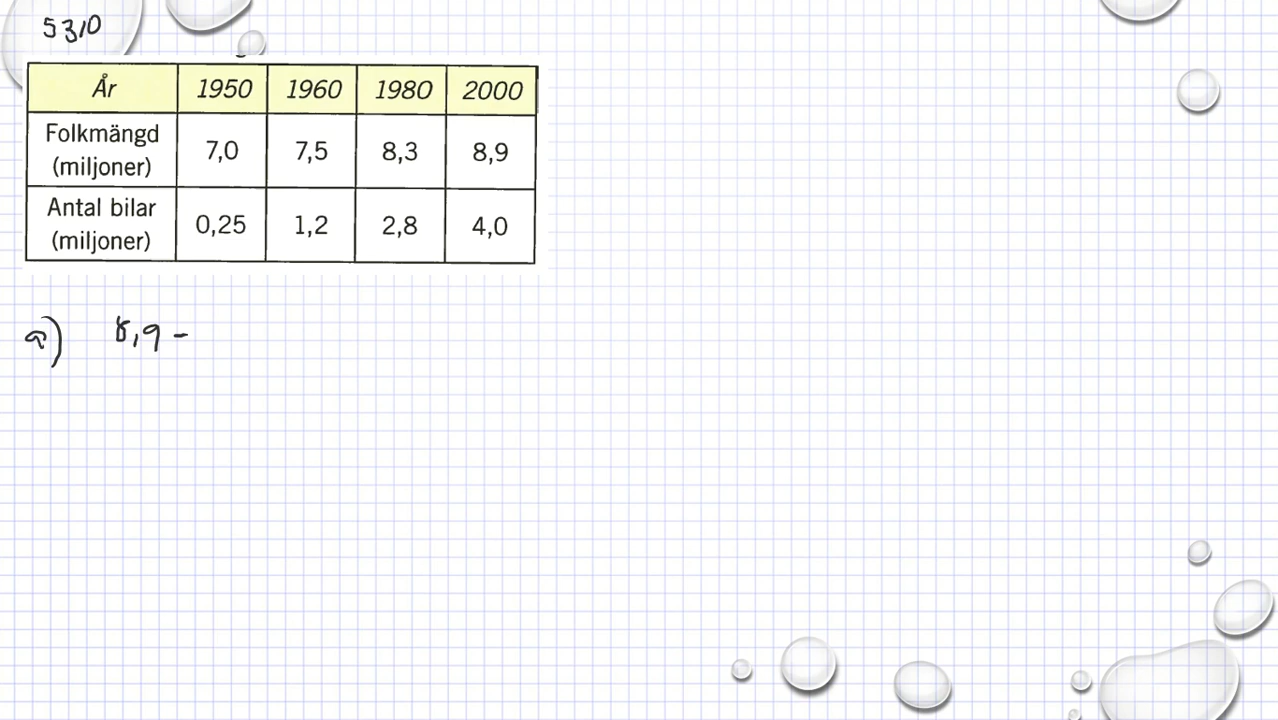 5310
År 1950 1960 1980 2000
Folkmängd (miljoner) 7,0 7,5 8,3 8,9
Antal bilar (miljoner) 0,25 1,2 2,8 4,0
a) 8,9 -